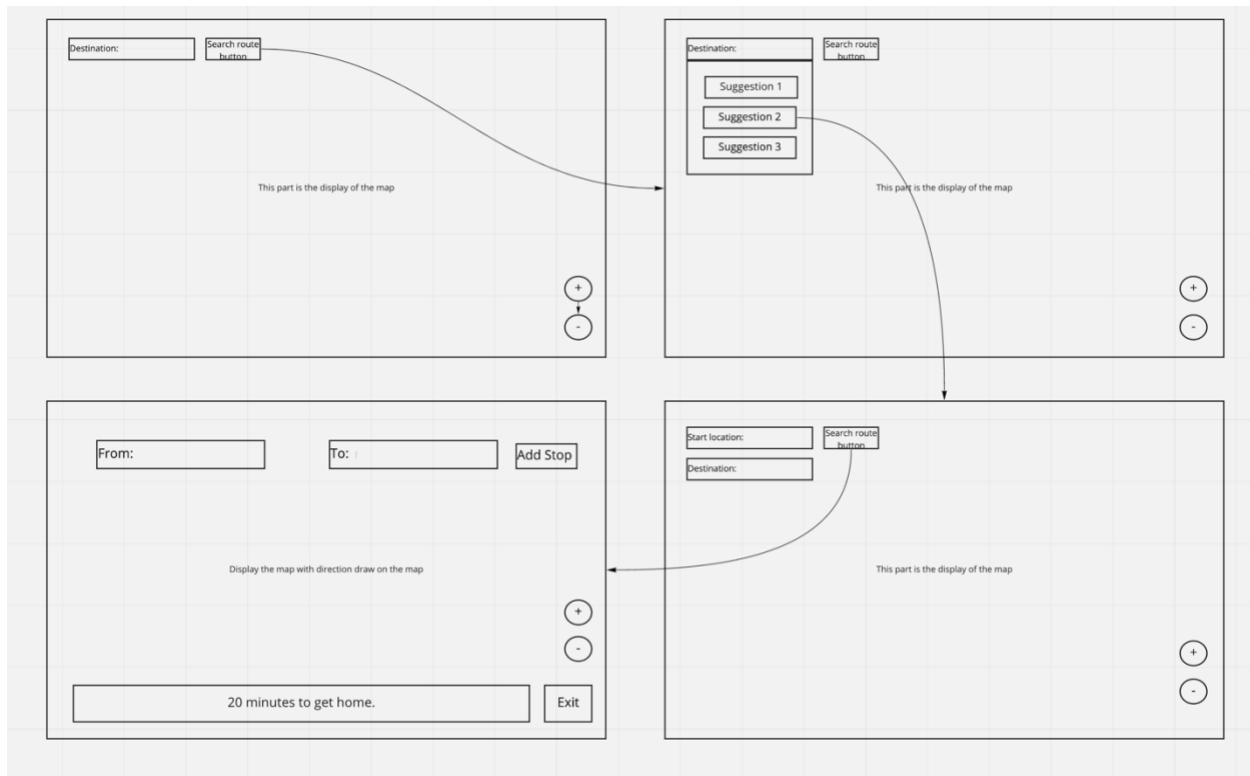 Destination:
Search route
button
This part is the display of the map
+
-
Destination:
Search route
button
Suggestion 1
Suggestion 2
Suggestion 3
This part is the display of the map
+
-
From:
To:
Add Stop
Display the map with direction draw on the map
+
-
20 minutes to get home.
Exit
Start location:
Search route
button
Destination:
This part is the display of the map
+
-